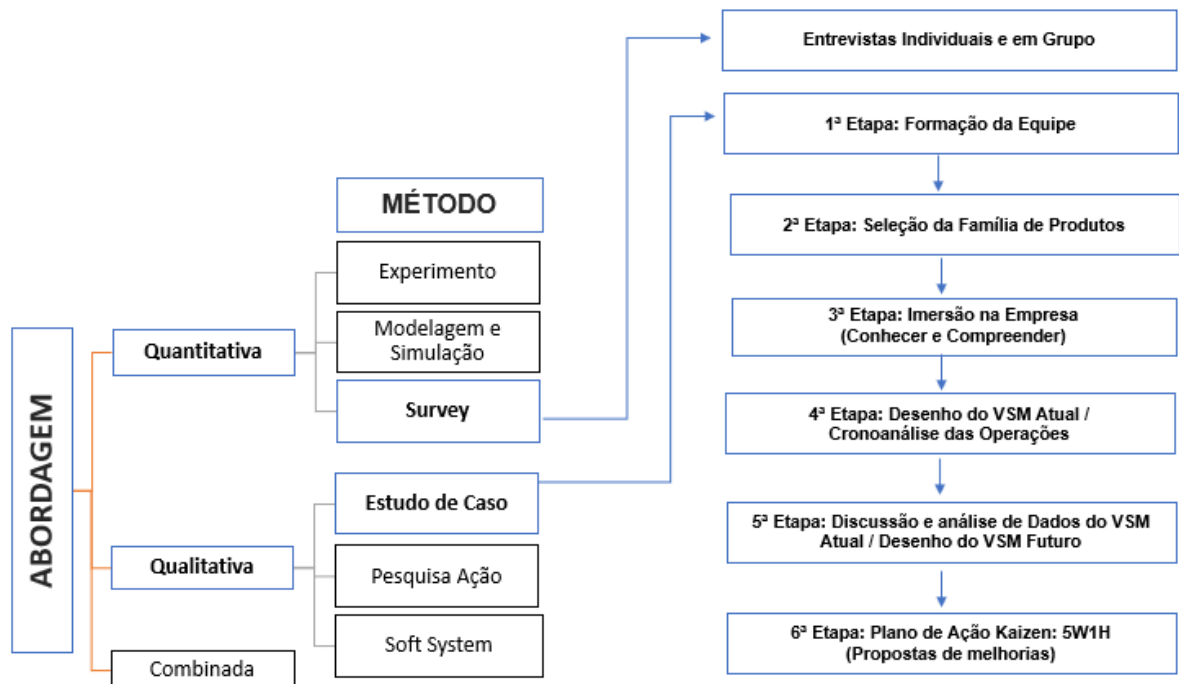 ABORDAGEM
Quantitativa
Qualitativa
Combinada
MÉTODO
Experimento
Modelagem e
Simulação
Survey
Estudo de Caso
Pesquisa Ação
Soft System
Entrevistas Individuais e em Grupo
1ª Etapa: Formação da Equipe
2ª Etapa: Seleção da Família de Produtos
3ª Etapa: Imersão na Empresa
(Conhecer e Compreender)
4ª Etapa: Desenho do VSM Atual /
Cronoanálise das Operações
5ª Etapa: Discussão e análise de Dados do VSM
Atual / Desenho do VSM Futuro
6ª Etapa: Plano de Ação Kaizen: 5W1H
(Propostas de melhorias)